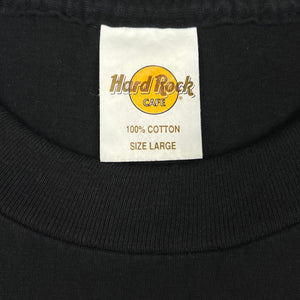 Hard Rock
CAFE
100% COTTON
SIZE LARGE